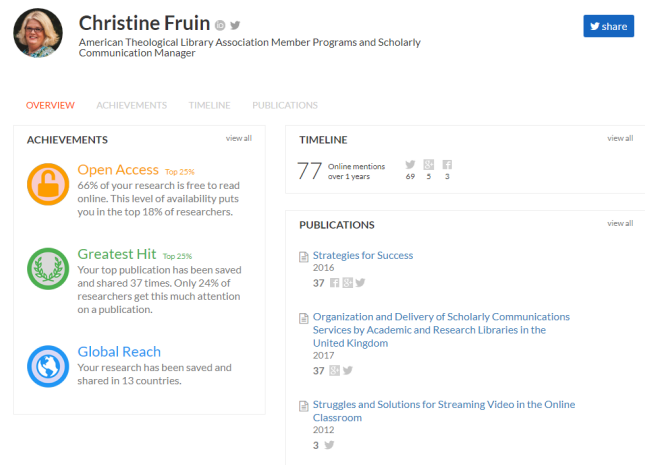 Christine Fruin
American Theological Library Association Member Programs and Scholarly
Communication Manager
share
OVERVIEW ACHIEVEMENTS TIMELINE PUBLICATIONS
ACHIEVEMENTS view all
Open Access Top 25%
66% of your research is free to read
online. This level of availability puts
you in the top 18% of researchers.
Greatest Hit Top 25%
Your top publication has been saved
and shared 37 times. Only 24% of
researchers get this much attention
on a publication.
Global Reach
Your research has been saved and
shared in 13 countries.
TIMELINE view all
77 Online mentions
over 1 years
69 5 3
PUBLICATIONS view all
Strategies for Success
2016
37
Organization and Delivery of Scholarly Communications
Services by Academic and Research Libraries in the
United Kingdom
2017
37
Struggles and Solutions for Streaming Video in the Online
Classroom
2012
3